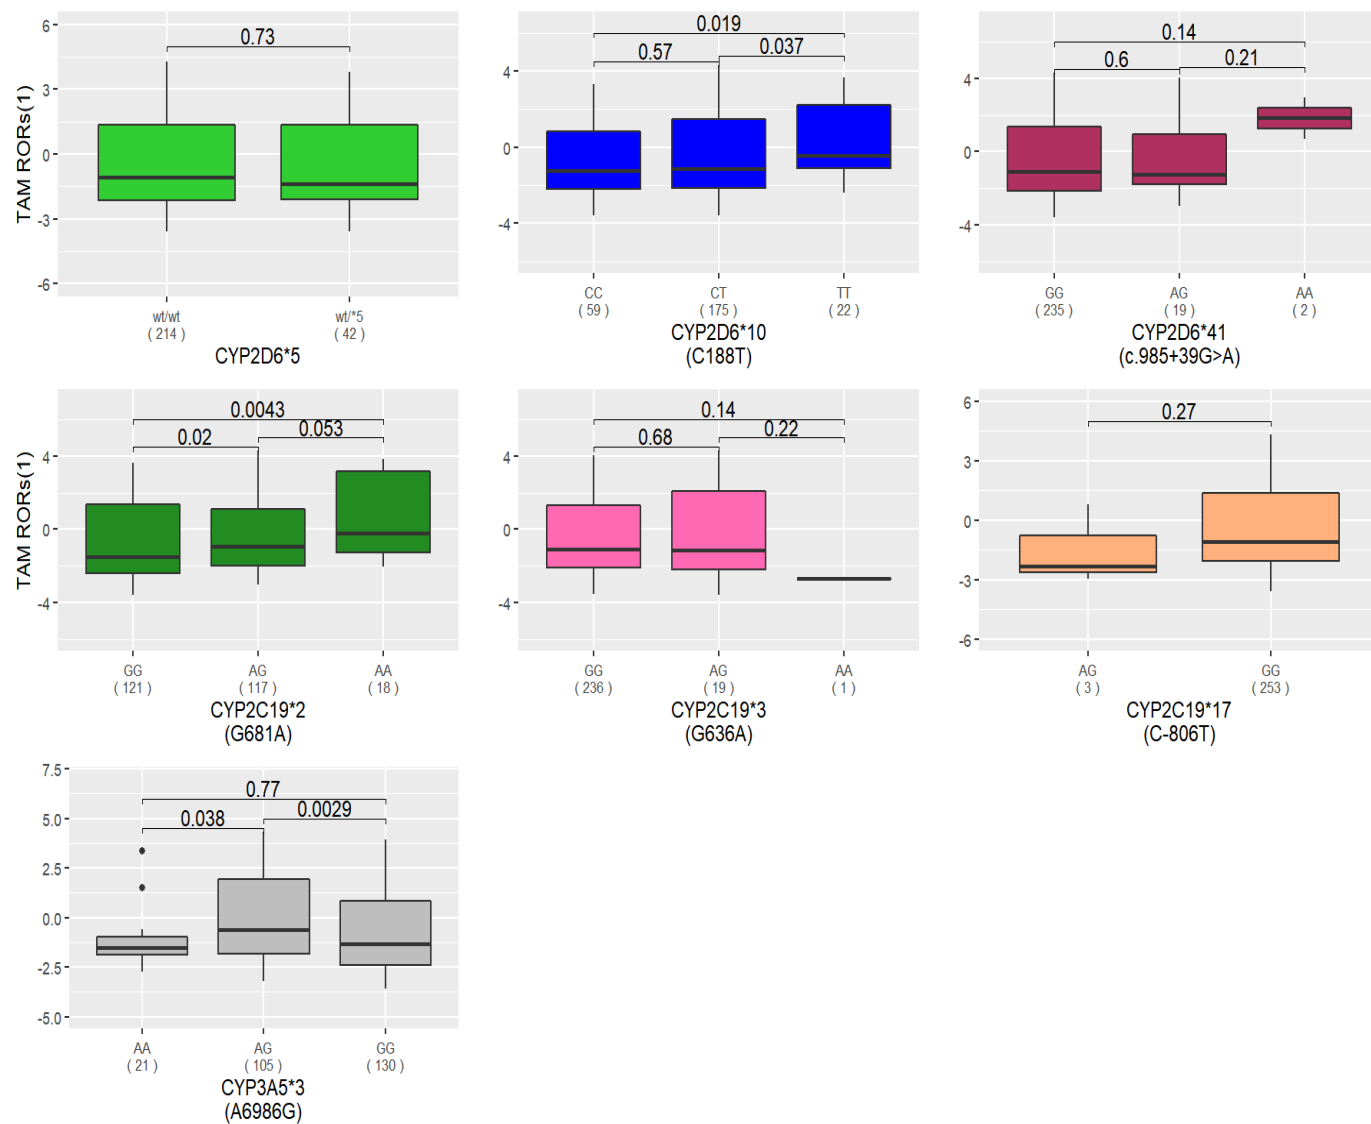 6
3
0
-3
-6
TAM RORs(1)
0.73
wt/wt
( 214 )
wt/*5
( 42 )
CYP2D6*5
4
0
-4
0.019
0.57
0.037
CC
( 59 )
CT
( 175 )
TT
( 22 )
CYP2D6*10
(C188T)
4
0
-4
0.14
0.6
0.21
GG
( 235 )
AG
( 19 )
AA
( 2 )
CYP2D6*41
(c.985+39G>A)
4
0
-4
TAM RORs(1)
0.0043
0.02
0.053
GG
( 121 )
AG
( 117 )
AA
( 18 )
CYP2C19*2
(G681A)
4
0
-4
0.14
0.68
0.22
GG
( 236 )
AG
( 19 )
AA
( 1 )
CYP2C19*3
(G636A)
6
3
0
-3
-6
0.27
AG
( 3 )
GG
( 253 )
CYP2C19*17
(C-806T)
7.5
5.0
2.5
0.0
-2.5
-5.0
0.77
0.038
0.0029
AA
( 21 )
AG
( 105 )
GG
( 130 )
CYP3A5*3
(A6986G)